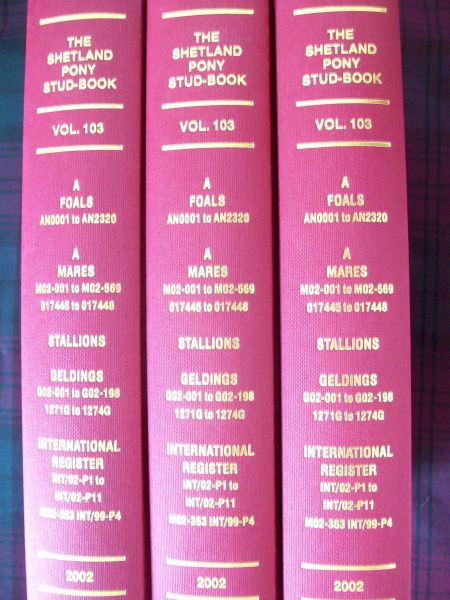 THE
SHETLAND
PONY
STUD-BOOK
VOL. 103
A
FOALS
AN0001 to AN2320
A
MARES
M02-001 to M02-569
017445 to 017448
STALLIONS
GELDINGS
G02-001 to G02-198
1271G to 1274G
INTERNATIONAL
REGISTER
INT/02-P1 to
INT/02-P11
M02-353 INT/99-P4
2002
THE
SHETLAND
PONY
STUD-BOOK
VOL. 103
A
FOALS
AN0001 to AN2320
A
MARES
M02-001 to M02-569
017445 to 017448
STALLIONS
GELDINGS
G02-001 to G02-198
1271G to 1274G
INTERNATIONAL
REGISTER
INT/02-P1 to
INT/02-P11
M02-353 INT/99-P4
2002
THE
SHETLAND
PONY
STUD-BOOK
VOL. 103
A
FOALS
AN0001 to AN2320
A
MARES
M02-001 to M02-569
017445 to 017448
STALLIONS
GELDINGS
G02-001 to G02-198
1271G to 1274G
INTERNATIONAL
REGISTER
INT/02-P1 to
INT/02-P11
M02-353 INT/99-P4
2002